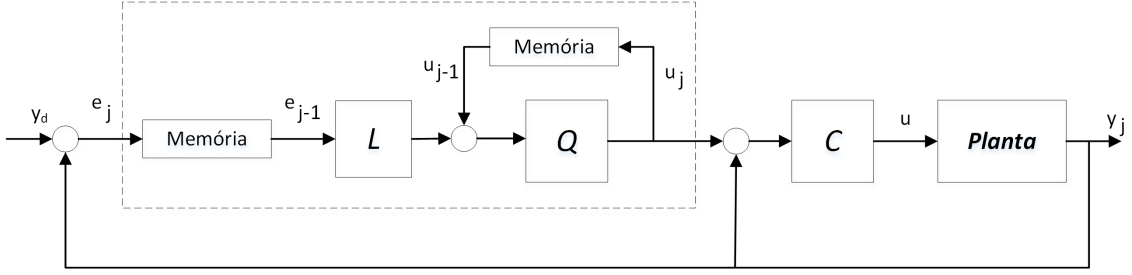 Memória
u j-1
u j
y d
e j
e j-1
Memória
L
Q
C
u
Planta
y j